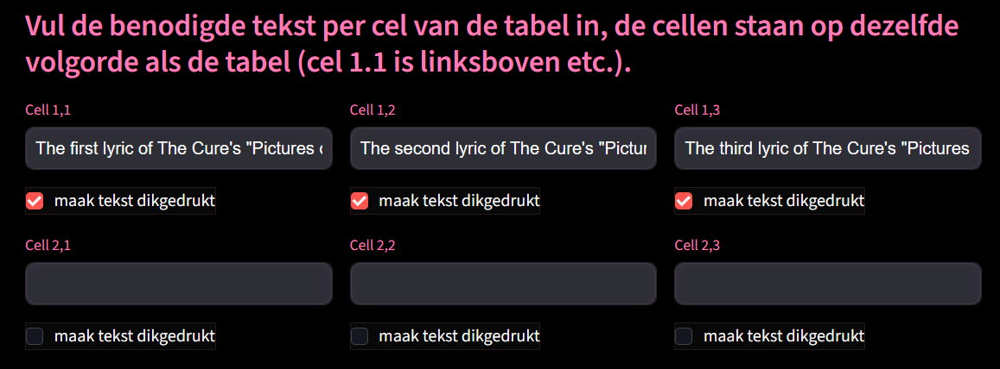 Vul de benodigde tekst per cel van de tabel in, de cellen staan op dezelfde
volgorde als de tabel (cel 1.1 is linksboven etc.).
Cell 1,1 Cell 1,2 Cell 1,3
The first lyric of The Cure's "Pictures The second lyric of The Cure's "Pictur The third lyric of The Cure's "Pictures
maak tekst dikgedrukt maak tekst dikgedrukt maak tekst dikgedrukt
Cell 2,1 Cell 2,2 Cell 2,3
maak tekst dikgedrukt maak tekst dikgedrukt maak tekst dikgedrukt